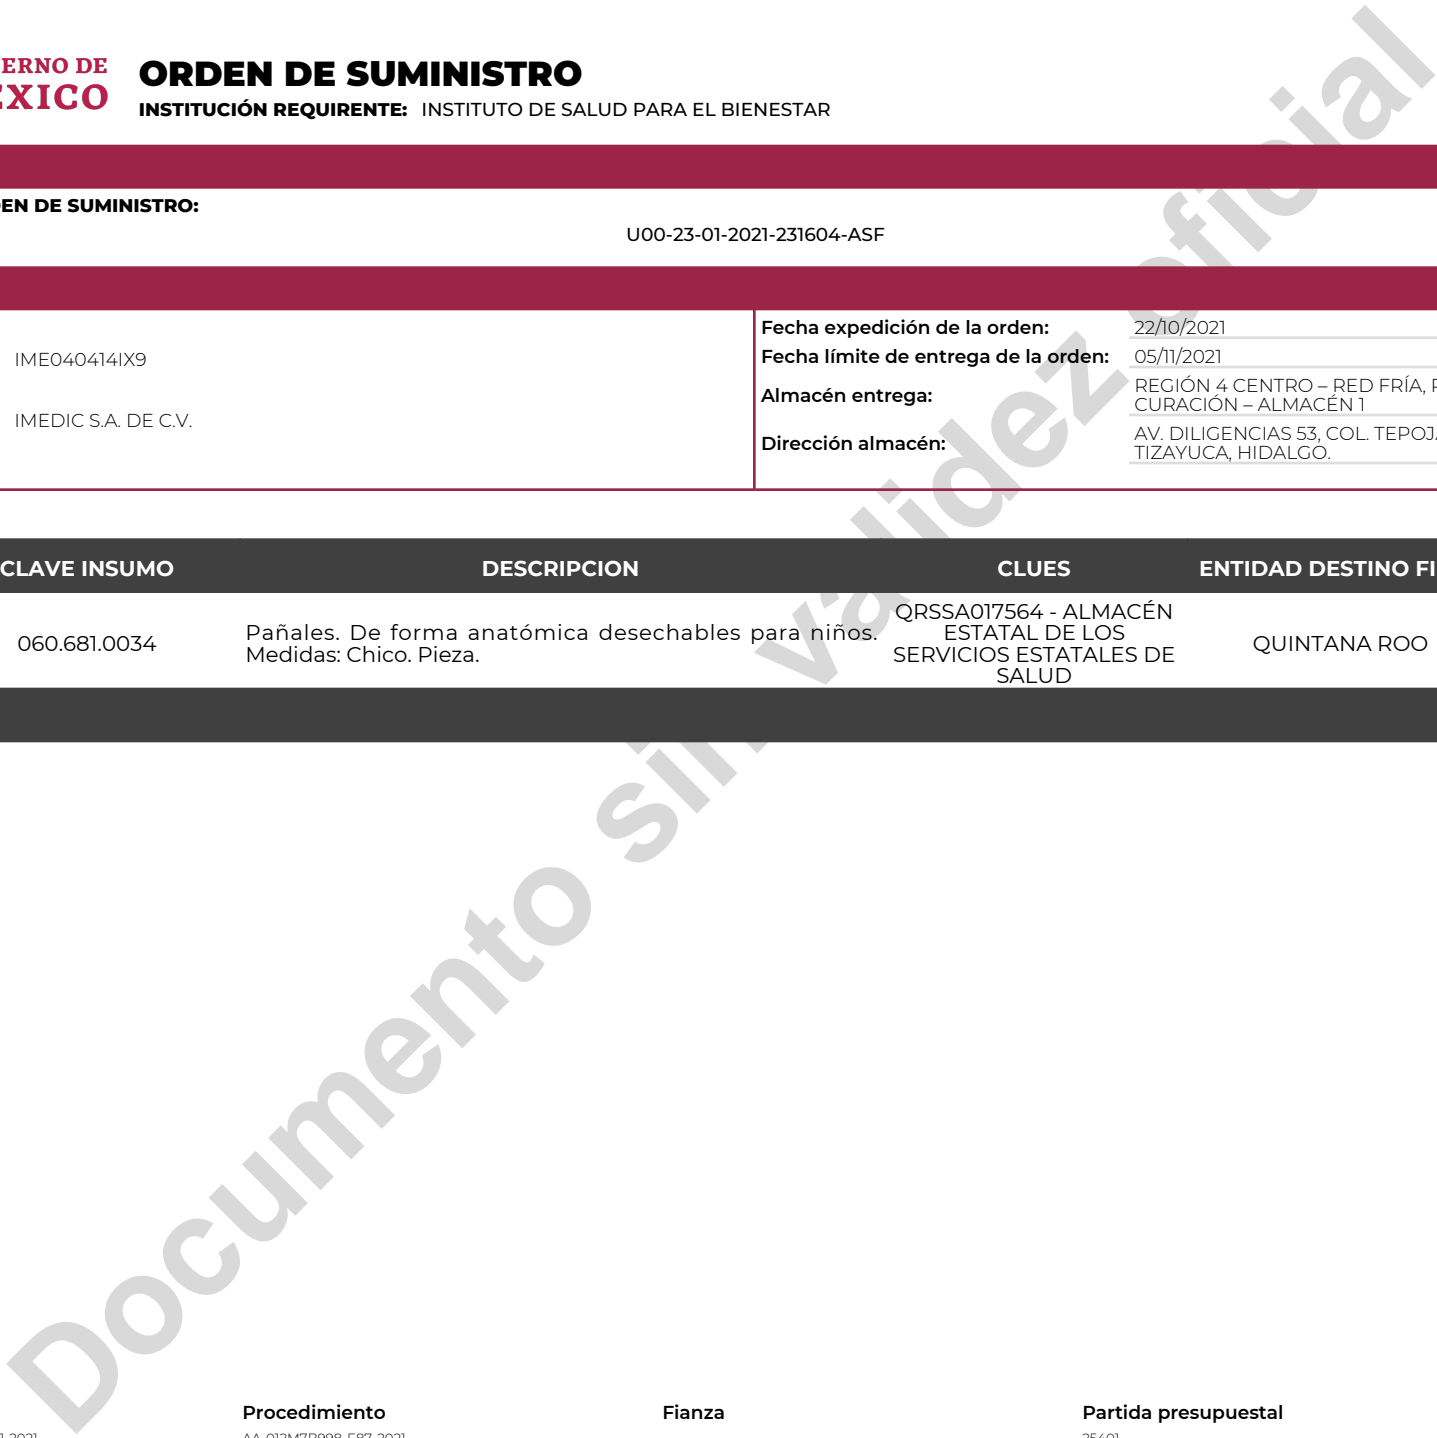 ERNO DE
ORDEN DE SUMINISTRO
INSTITUCIÓN REQUIRENTE: INSTITUTO DE SALUD PARA EL BIENESTAR
DE SUMINISTRO:
U00-23-01-2021-231604-ASF
IME040414IX9
IMEDIC S.A. DE C.V.
Fecha expedición de la orden: 22/10/2021
Fecha límite de entrega de la orden: 05/11/2021
Almacén entrega: REGIÓN 4 CENTRO – RED FRÍA,
CURACIÓN – ALMACÉN 1
Dirección almacén: AV. DILIGENCIAS 53, COL.
TIZAYUCA, HIDALGO.
CLAVE INSUMO DESCRIPCION CLUES ENTIDAD DESTINO
060.681.0034
Pañales. De forma anatómica desechables para niños.
Medidas: Chico. Pieza.
QRSSA017564 - ALMACÉN
ESTATAL DE LOS
SERVICIOS ESTATALES DE
SALUD
QUINTANA ROO
Documento sin validez oficial
Procedimiento Fianza Partida presupuestal